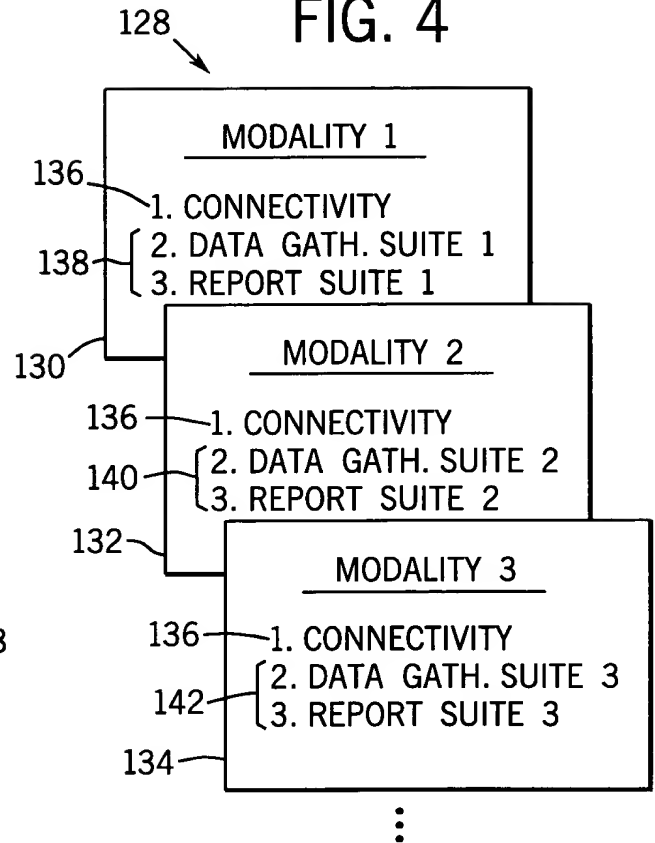 FIG. 4
128
MODALITY 1
136
1. CONNECTIVITY
138
2. DATA GATH. SUITE 1
3. REPORT SUITE 1
130
MODALITY 2
136
1. CONNECTIVITY
140
2. DATA GATH. SUITE 2
3. REPORT SUITE 2
132
MODALITY 3
136
1. CONNECTIVITY
142
2. DATA GATH. SUITE 3
3. REPORT SUITE 3
134